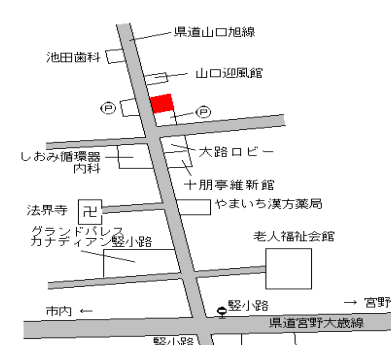 県道山口旭線
池田歯科
山口迎風館
P
P
大路ロビー
しおみ循環器
内科
十朋亭維新館
やまいち漢方薬局
法界寺
卍
グランドパレス
カナディアン竪小路
老人福祉会館
竪小路
市内 ←
→ 宮野
県道宮野大歳線
竪小路